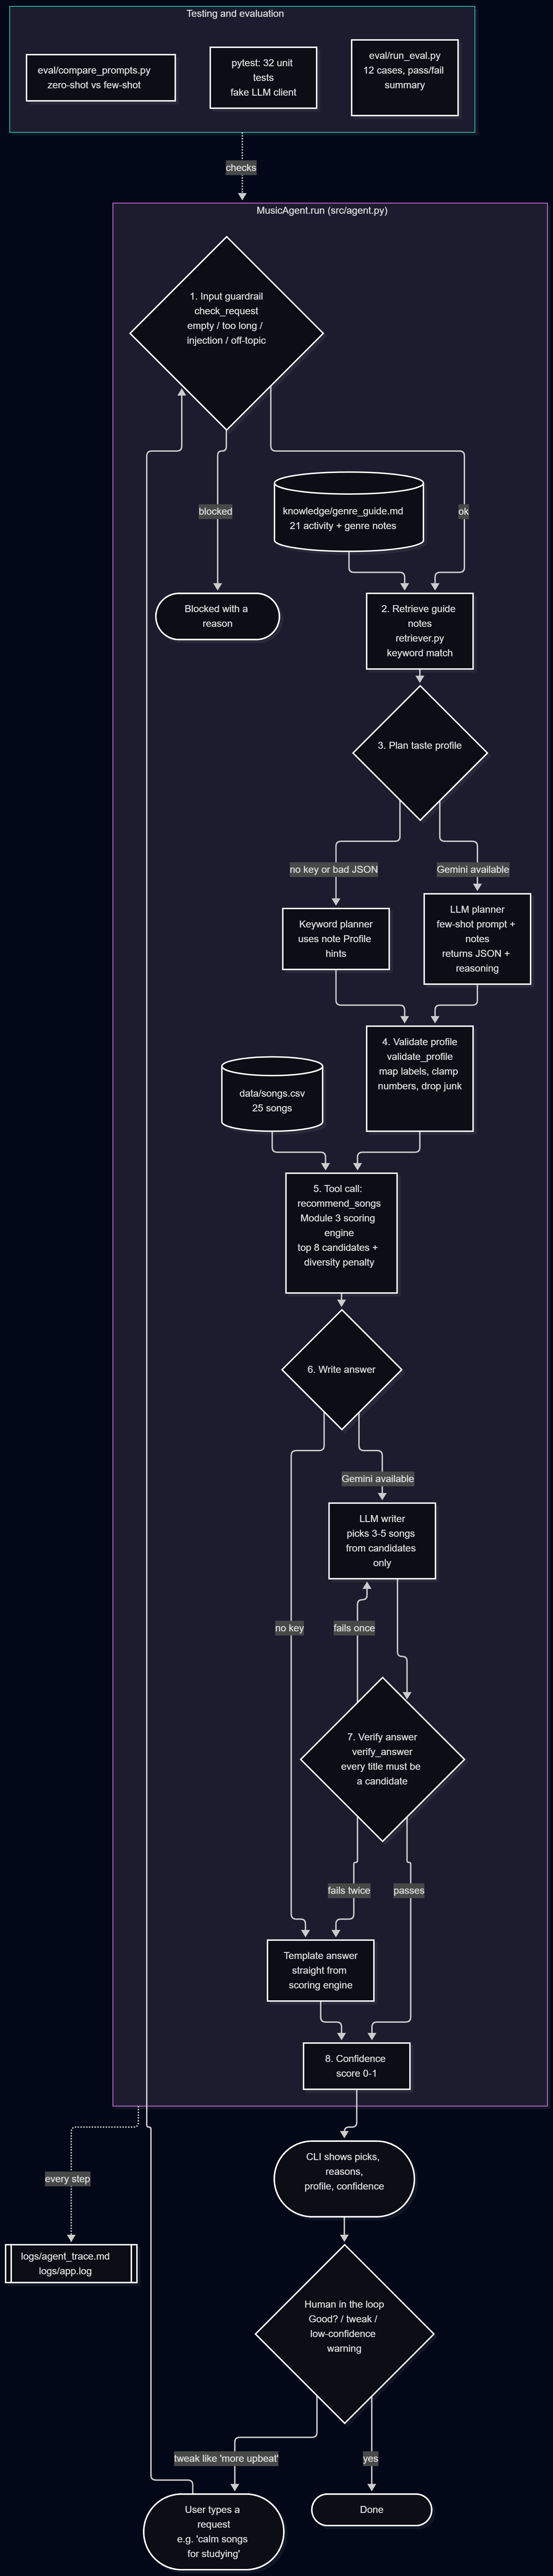 Testing and evaluation
eval/compare_prompts.py
zero-shot vs few-shot
pytest: 32 unit
tests
fake LLM client
eval/run_eval.py
12 cases, pass/fail
summary
checks
MusicAgent.run (src/agent.py)
1. Input guardrail
check_request
empty / too long /
injection / off-topic
blocked
knowledge/genre_guide.md
21 activity + genre notes
ok
Blocked with a
reason
2. Retrieve guide
notes
retriever.py
keyword match
3. Plan taste profile
no key or bad JSON
Gemini available
Keyword planner
uses note Profile
hints
LLM planner
few-shot prompt +
notes
returns JSON +
reasoning
4. Validate profile
validate_profile
map labels, clamp
numbers, drop junk
data/songs.csv
25 songs
5. Tool call:
recommend_songs
Module 3 scoring
engine
top 8 candidates +
diversity penalty
6. Write answer
Gemini available
LLM writer
picks 3-5 songs
from candidates
only
no key
fails once
7. Verify answer
verify_answer
every title must be
a candidate
fails twice
passes
Template answer
straight from
scoring engine
8. Confidence
score 0-1
CLI shows picks,
reasons,
profile, confidence
every step
logs/agent_trace.md
logs/app.log
Human in the loop
Good? / tweak /
low-confidence
warning
tweak like 'more upbeat'
yes
User types a
request
e.g. 'calm songs
for studying'
Done